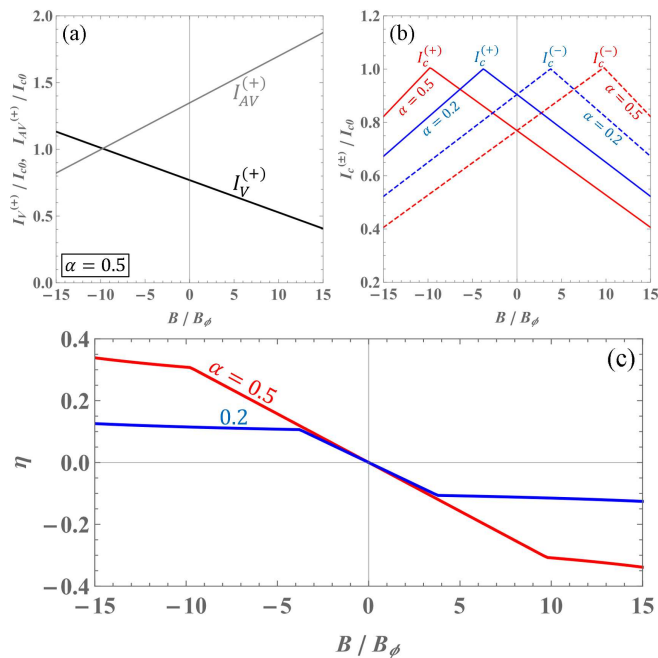 (a)
I_V^(+) / I_c0, I_AV^(+) / I_c0
2.0
1.5
1.0
0.5
0.0
I_AV^(+)
I_V^(+)
α = 0.5
−15 −10 −5 0 5 10 15
B / B_ϕ
(b)
I_c^(±) / I_c0
1.2
1.0
0.8
0.6
0.4
0.2
I_c^(+) I_c^(+) I_c^(−) I_c^(−)
α = 0.5 α = 0.2 α = 0.2 α = 0.5
−15 −10 −5 0 5 10 15
B / B_ϕ
(c)
η
0.4
0.2
0.0
−0.2
−0.4
α = 0.5
0.2
−15 −10 −5 0 5 10 15
B / B_ϕ